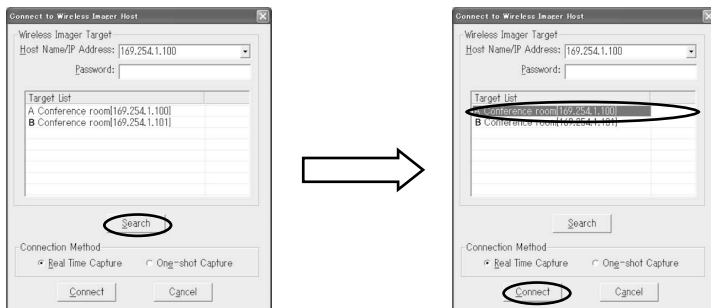 Connect to Wireless Imager Host
Wireless Imager Target
Host Name/IP Address: 169.254.1.100
Password:
Target List
A Conference room[169.254.1.100]
B Conference room[169.254.1.101]
Search
Connection Method
Real Time Capture One-shot Capture
Connect Cancel
Connect to Wireless Imager Host
Wireless Imager Target
Host Name/IP Address: 169.254.1.100
Password:
Target List
A Conference room[169.254.1.100]
B Conference room[169.254.1.101]
Search
Connection Method
Real Time Capture One-shot Capture
Connect Cancel